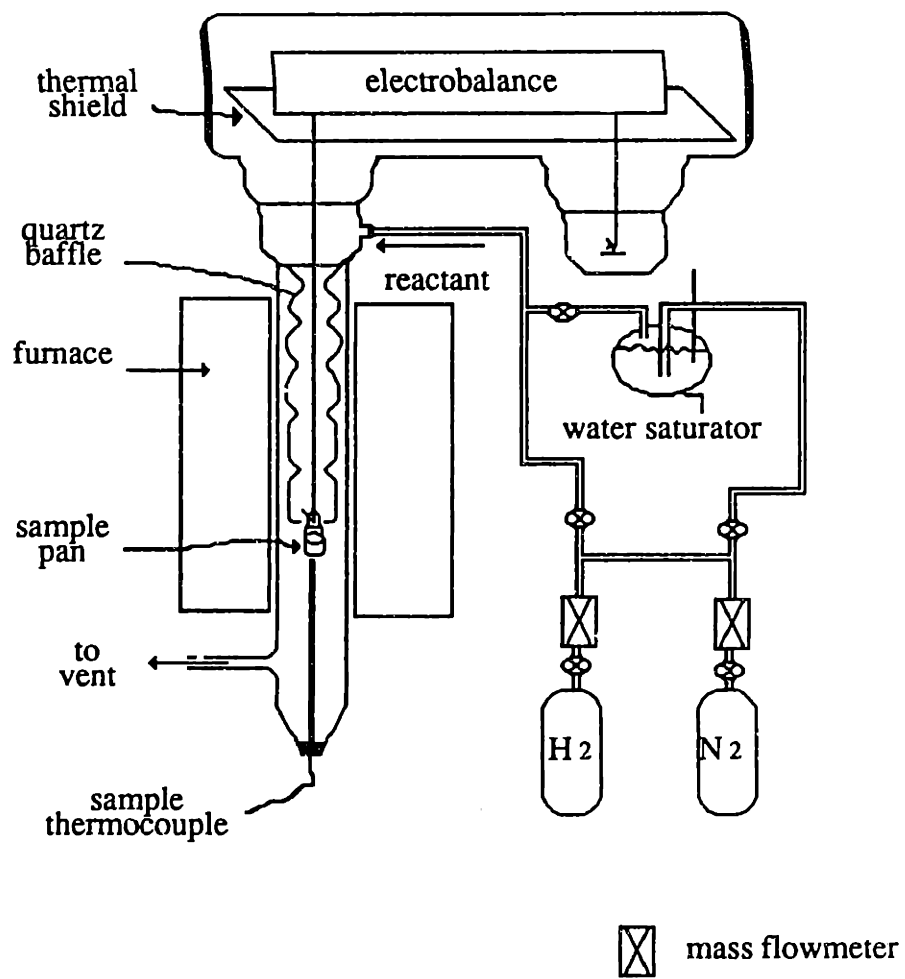 electrobalance
thermal
shield
quartz
baffle
reactant
furnace
water saturator
sample
pan
to
vent
H2
N2
sample
thermocouple
mass flowmeter